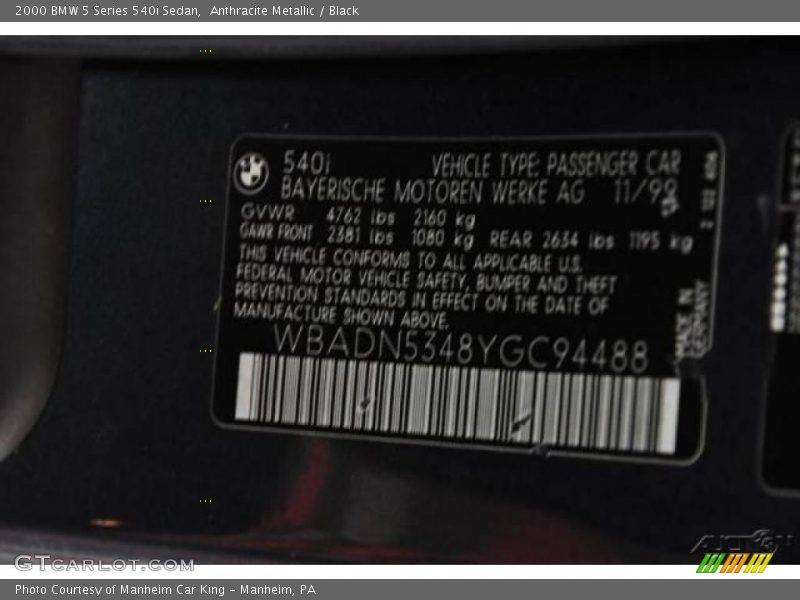 2000 BMW 5 Series 540i Sedan, Anthracite Metallic / Black
540i VEHICLE TYPE: PASSENGER CAR
BAYERISCHE MOTOREN WERKE AG 11/99
GVWR 4762 lbs 2160 kg
GAWR FRONT 2381 lbs 1080 kg REAR 2634 lbs 1195 kg
THIS VEHICLE CONFORMS TO ALL APPLICABLE U.S.
FEDERAL MOTOR VEHICLE SAFETY, BUMPER AND THEFT
PREVENTION STANDARDS IN EFFECT ON THE DATE OF
MANUFACTURE SHOWN ABOVE.
WBADN5348YGC94488
MADE IN
GERMANY
GTCARLOT.COM
Photo Courtesy of Manheim Car King - Manheim, PA